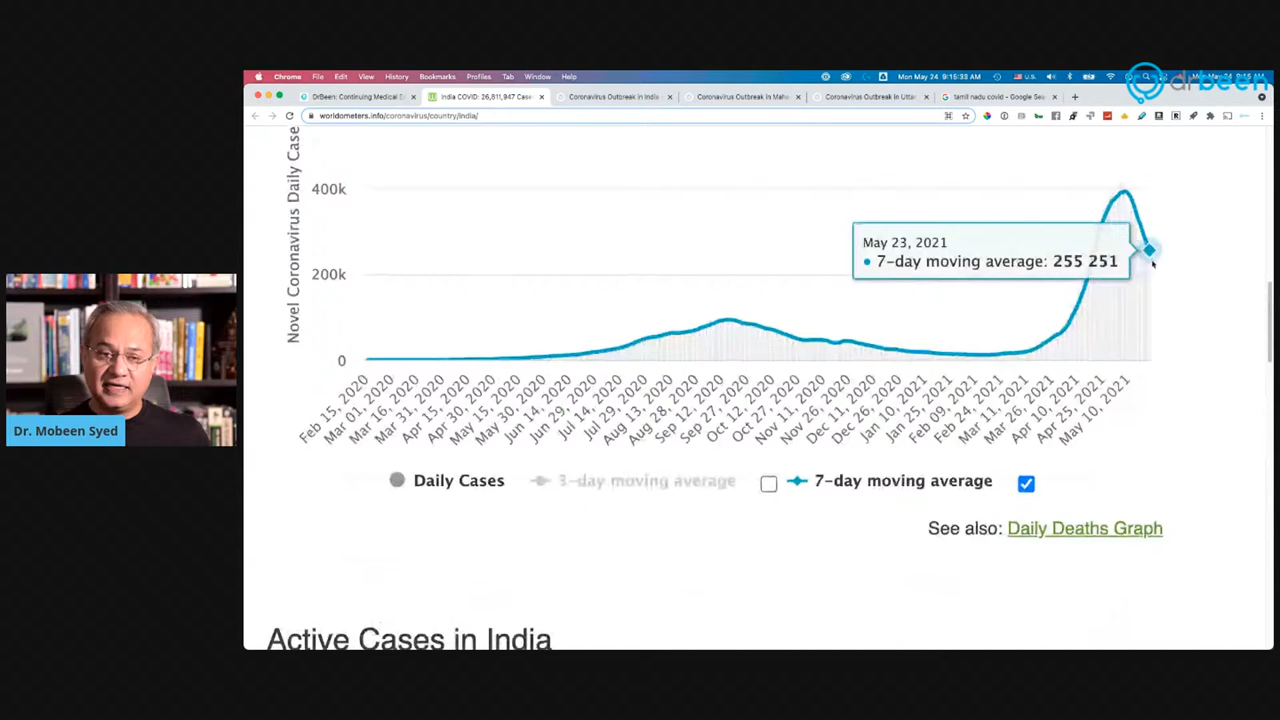 Chrome File Edit View History Bookmarks Profiles Tab Window Help
Mon May 24 9:15:33 AM
U.S.
drbeen
DrBeen: Continuing Medical D
India COVID: 26,811,947 Case
Coronavirus Outbreak in India
Coronavirus Outbreak in Maha
Coronavirus Outbreak in Uttar
tamil nadu covid - Google Sea
worldometers.info/coronavirus/country/india/
Novel Coronavirus Daily Case
400k
200k
0
May 23, 2021
7-day moving average: 255 251
Feb 15, 2020
Mar 01, 2020
Mar 16, 2020
Mar 31, 2020
Apr 15, 2020
Apr 30, 2020
May 15, 2020
May 30, 2020
Jun 14, 2020
Jun 29, 2020
Jul 14, 2020
Jul 29, 2020
Aug 13, 2020
Aug 28, 2020
Sep 12, 2020
Sep 27, 2020
Oct 12, 2020
Oct 27, 2020
Nov 11, 2020
Nov 26, 2020
Dec 11, 2020
Dec 26, 2020
Jan 10, 2021
Jan 25, 2021
Feb 09, 2021
Feb 24, 2021
Mar 11, 2021
Mar 26, 2021
Apr 10, 2021
Apr 25, 2021
May 10, 2021
Dr. Mobeen Syed
Daily Cases
3-day moving average
7-day moving average
See also: Daily Deaths Graph
Active Cases in India